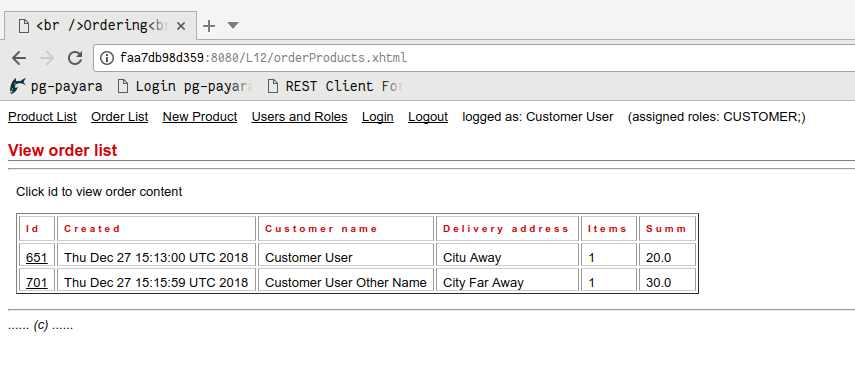 <br />Ordering<b
faa7db98d359:8080/L12/orderProducts.xhtml
pg-payara Login pg-payara REST Client Fo
Product List Order List New Product Users and Roles Login Logout logged as: Customer User (assigned roles: CUSTOMER;)
View order list
Click id to view order content
Id Created Customer name Delivery address Items Summ
651 Thu Dec 27 15:13:00 UTC 2018 Customer User Citu Away 1 20.0
701 Thu Dec 27 15:15:59 UTC 2018 Customer User Other Name City Far Away 1 30.0
...... (c) ......